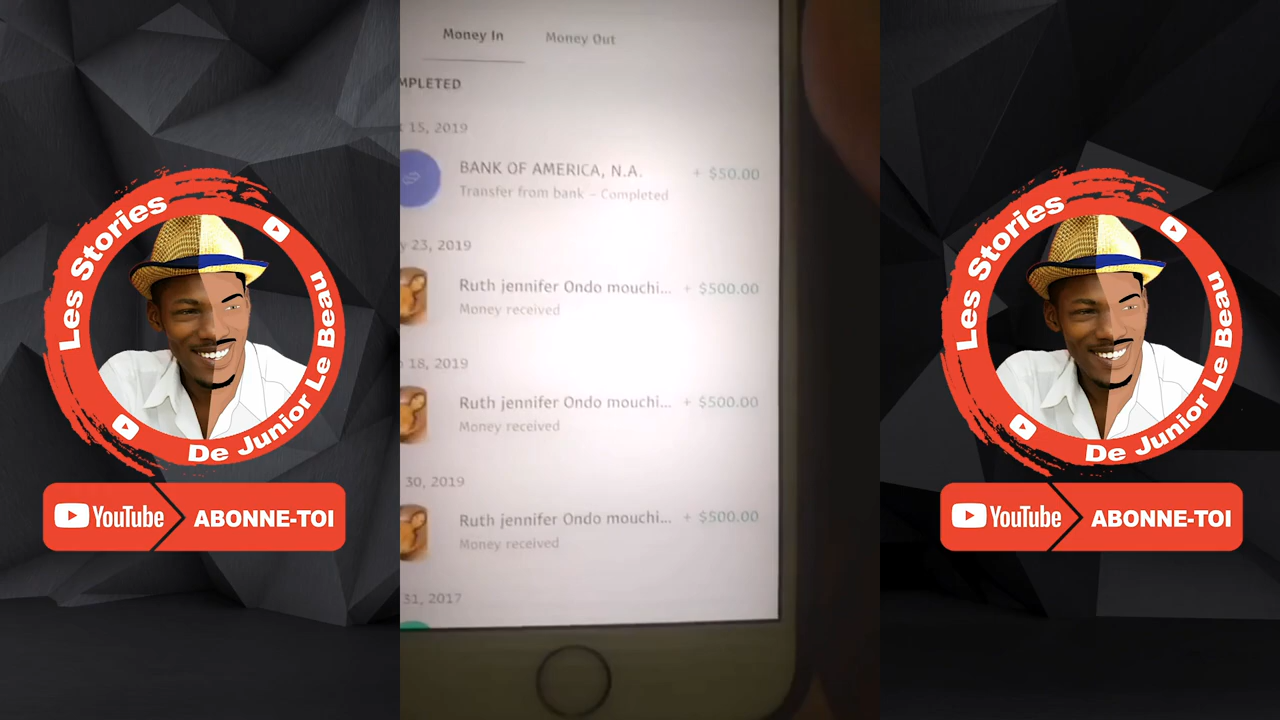 Les Stories
De Junior Le Beau
YouTube
ABONNE-TOI
Money In
Money Out
MPLETED
15, 2019
BANK OF AMERICA, N.A.
+ $50.00
Transfer from bank – Completed
23, 2019
Ruth jennifer Ondo mouchi...
+ $500.00
Money received
18, 2019
Ruth jennifer Ondo mouchi...
+ $500.00
Money received
30, 2019
Ruth jennifer Ondo mouchi...
+ $500.00
Money received
31, 2017
Les Stories
De Junior Le Beau
YouTube
ABONNE-TOI